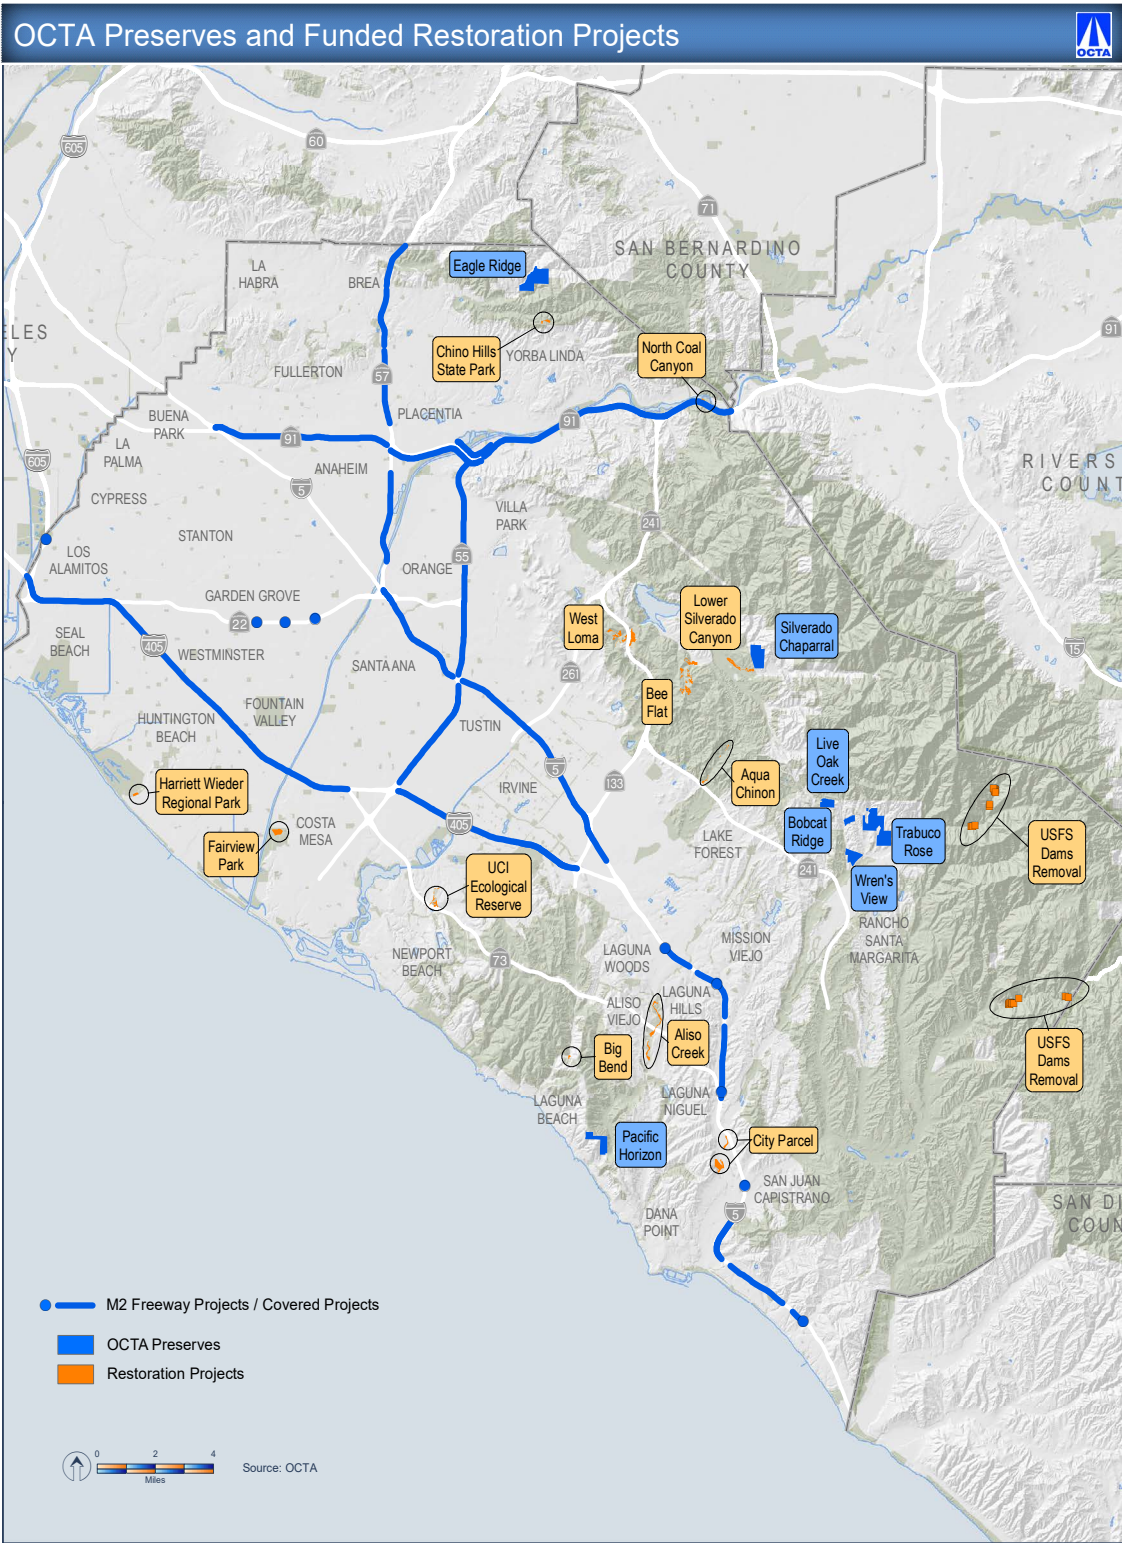 OCTA Preserves and Funded Restoration Projects
OCTA
605
60
71
SAN BERNARDINO
COUNTY
LA
HABRA
BREA
Eagle Ridge
91
ELES
Y
Chino Hills
State Park
YORBA LINDA
North Coal
Canyon
FULLERTON
57
BUENA
PARK
PLACENTIA
91
91
LA
PALMA
605
ANAHEIM
5
RIVERS
COUNT
CYPRESS
VILLA
PARK
241
STANTON
LOS
ALAMITOS
ORANGE
55
GARDEN GROVE
22
West
Loma
Lower
Silverado
Canyon
Silverado
Chaparral
SEAL
BEACH
405
WESTMINSTER
SANTA ANA
261
15
Bee
Flat
FOUNTAIN
VALLEY
HUNTINGTON
BEACH
TUSTIN
Live
Oak
Creek
5
133
Aqua
Chinon
IRVINE
Harriett Wieder
Regional Park
COSTA
MESA
405
Bobcat
Ridge
Trabuco
Rose
USFS
Dams
Removal
LAKE
FOREST
Fairview
Park
241
UCI
Ecological
Reserve
Wren's
View
RANCHO
SANTA
MARGARITA
NEWPORT
BEACH
73
LAGUNA
WOODS
MISSION
VIEJO
ALISO
VIEJO
LAGUNA
HILLS
Big
Bend
Aliso
Creek
USFS
Dams
Removal
LAGUNA
BEACH
LAGUNA
NIGUEL
Pacific
Horizon
City Parcel
SAN JUAN
CAPISTRANO
DANA
POINT
5
SAN DI
COUN
M2 Freeway Projects / Covered Projects
OCTA Preserves
Restoration Projects
0 2 4
Miles
Source: OCTA